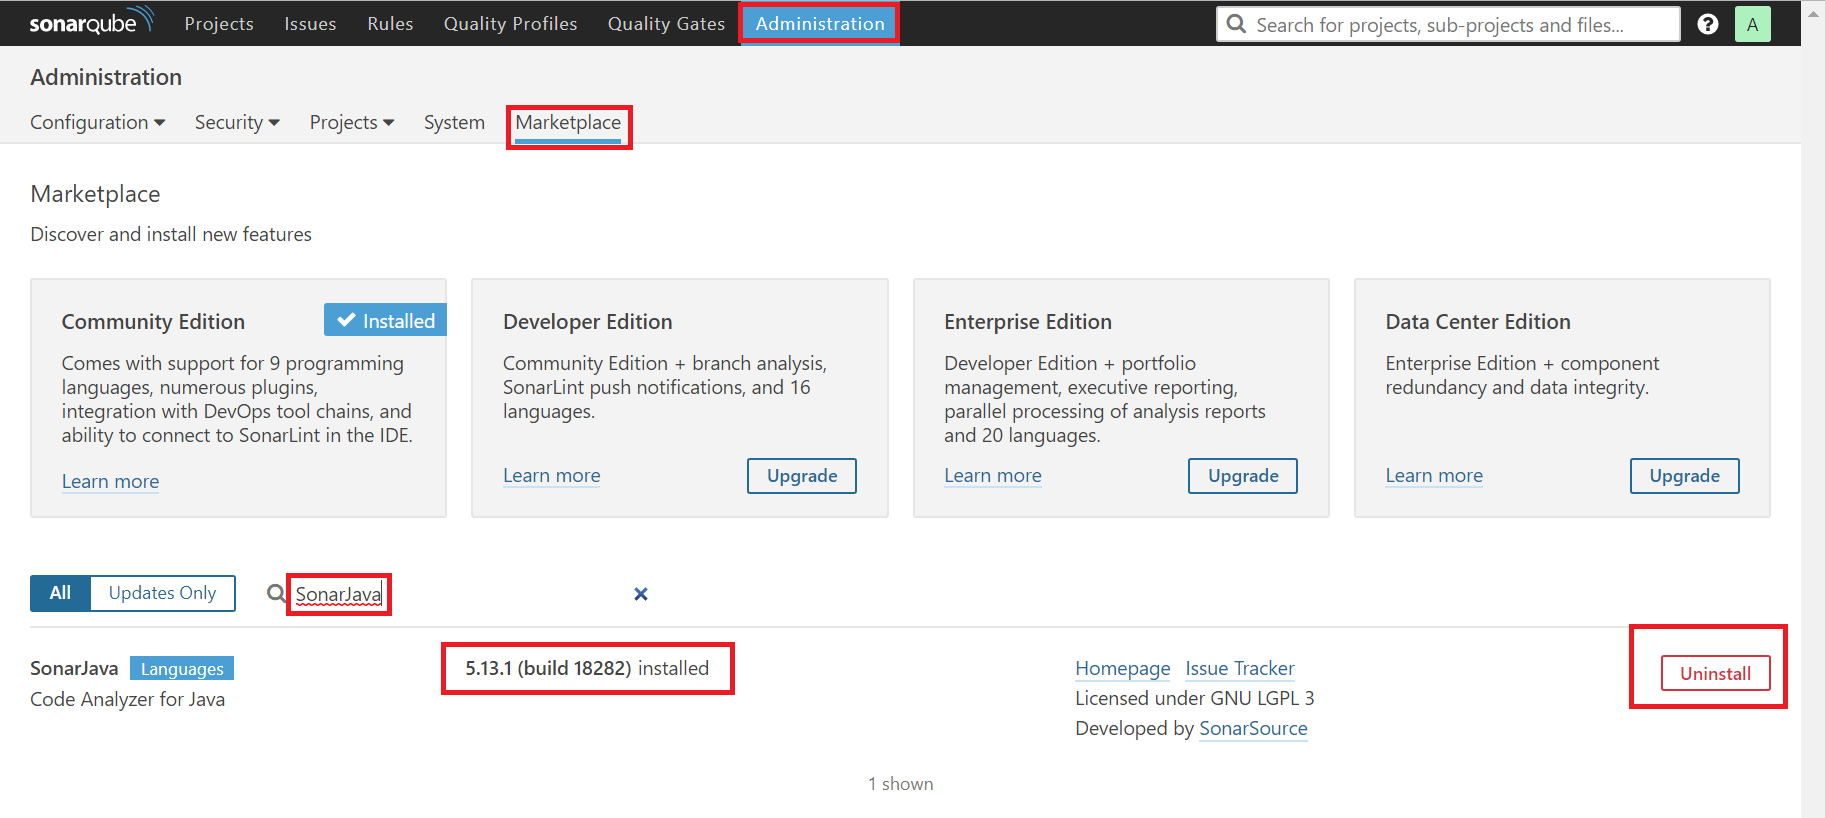 sonarqube Projects Issues Rules Quality Profiles Quality Gates Administration Search for projects, sub-projects and files... ? A
Administration
Configuration Security Projects System Marketplace
Marketplace
Discover and install new features
Community Edition Installed
Comes with support for 9 programming
languages, numerous plugins,
integration with DevOps tool chains, and
ability to connect to SonarLint in the IDE.
Learn more
Developer Edition
Community Edition + branch analysis,
SonarLint push notifications, and 16
languages.
Learn more Upgrade
Enterprise Edition
Developer Edition + portfolio
management, executive reporting,
parallel processing of analysis reports
and 20 languages.
Learn more Upgrade
Data Center Edition
Enterprise Edition + component
redundancy and data integrity.
Learn more Upgrade
All Updates Only SonarJava
SonarJava Languages
Code Analyzer for Java
5.13.1 (build 18282) installed
Homepage Issue Tracker
Licensed under GNU LGPL 3
Developed by SonarSource
Uninstall
1 shown